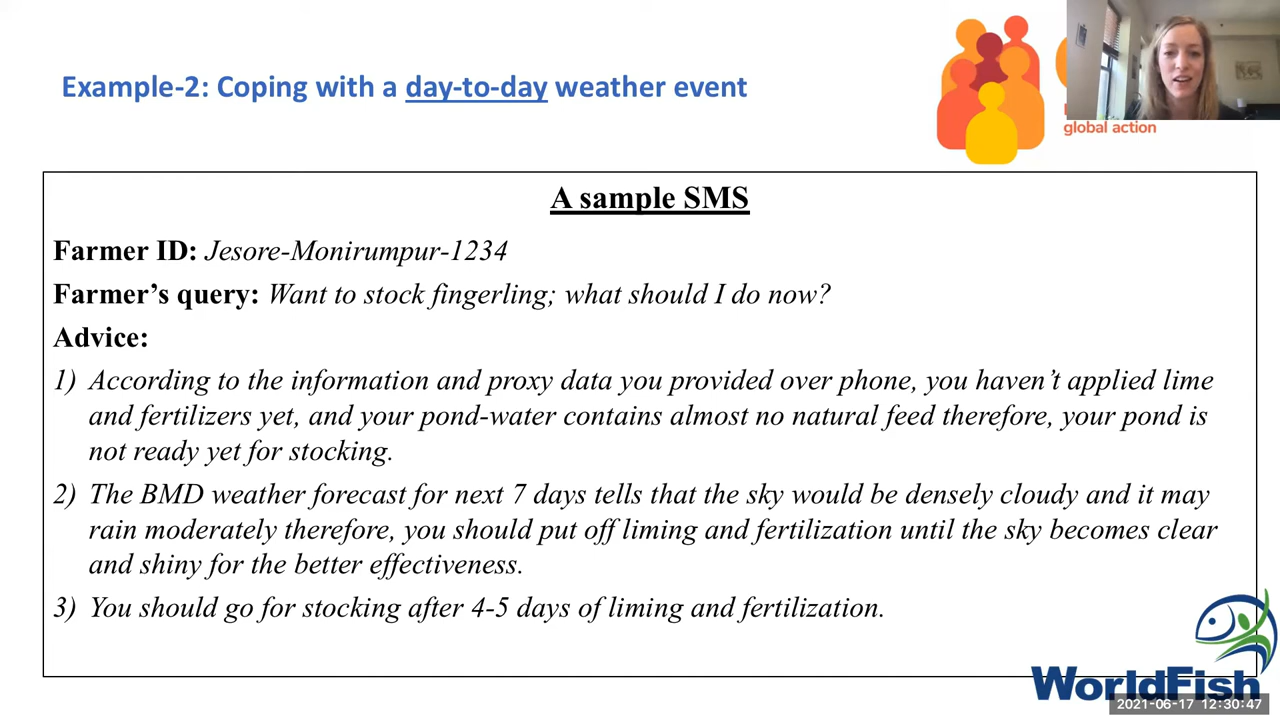 Example-2: Coping with a day-to-day weather event
global action
A sample SMS
Farmer ID: Jesore-Monirumpur-1234
Farmer’s query: Want to stock fingerling; what should I do now?
Advice:
1) According to the information and proxy data you provided over phone, you haven’t applied lime
and fertilizers yet, and your pond-water contains almost no natural feed therefore, your pond is
not ready yet for stocking.
2) The BMD weather forecast for next 7 days tells that the sky would be densely cloudy and it may
rain moderately therefore, you should put off liming and fertilization until the sky becomes clear
and shiny for the better effectiveness.
3) You should go for stocking after 4-5 days of liming and fertilization.
WorldFish
2021-06-17 12:30:47